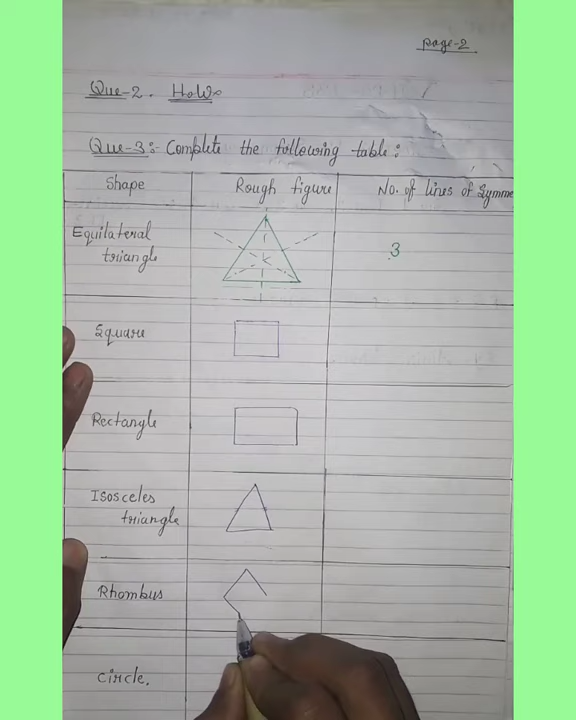 page-2
Que-2. H.W.
Que-3:- Complete the following table:
Shape Rough figure No. of lines of Symme
Equilateral triangle 3
Square
Rectangle
Isosceles triangle
Rhombus
Circle.